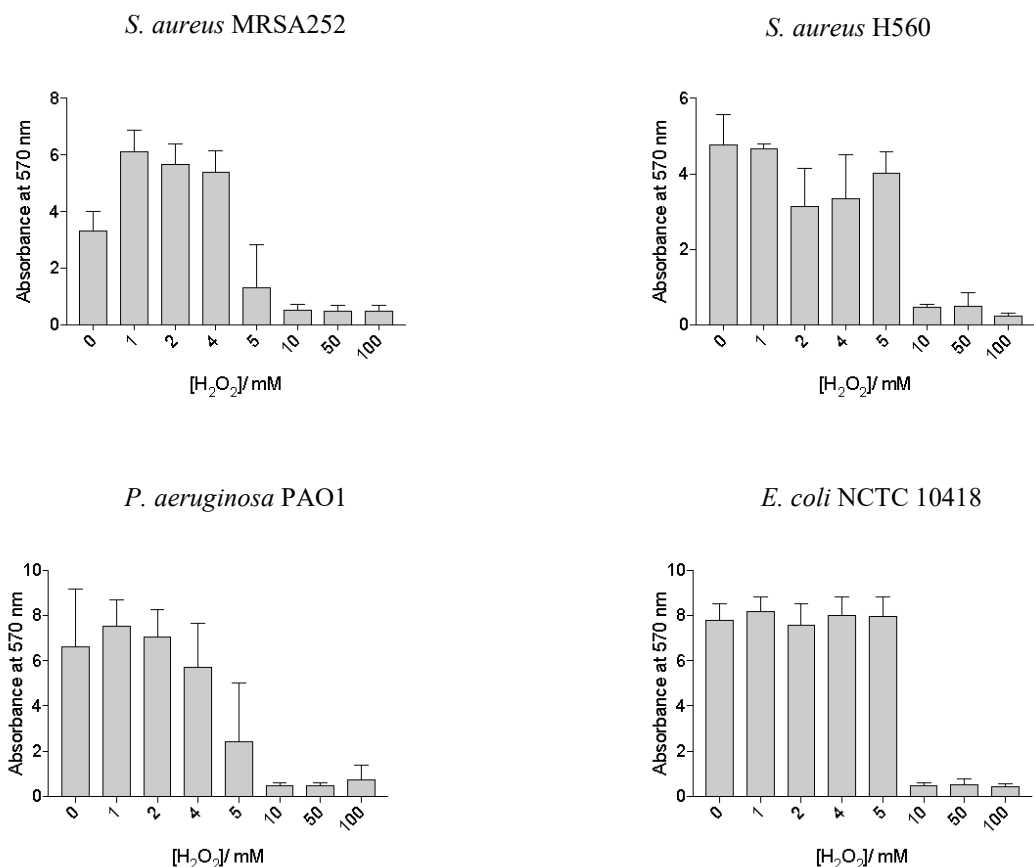 S. aureus MRSA252
S. aureus H560
Absorbance at 570 nm
8
6
4
2
0
0 1 2 4 5 10 50 100
[H₂O₂]/ mM
Absorbance at 570 nm
6
4
2
0
0 1 2 4 5 10 50 100
[H₂O₂]/ mM
P. aeruginosa PAO1
E. coli NCTC 10418
Absorbance at 570 nm
10
8
6
4
2
0
0 1 2 4 5 10 50 100
[H₂O₂]/ mM
Absorbance at 570 nm
10
8
6
4
2
0
0 1 2 4 5 10 50 100
[H₂O₂]/ mM